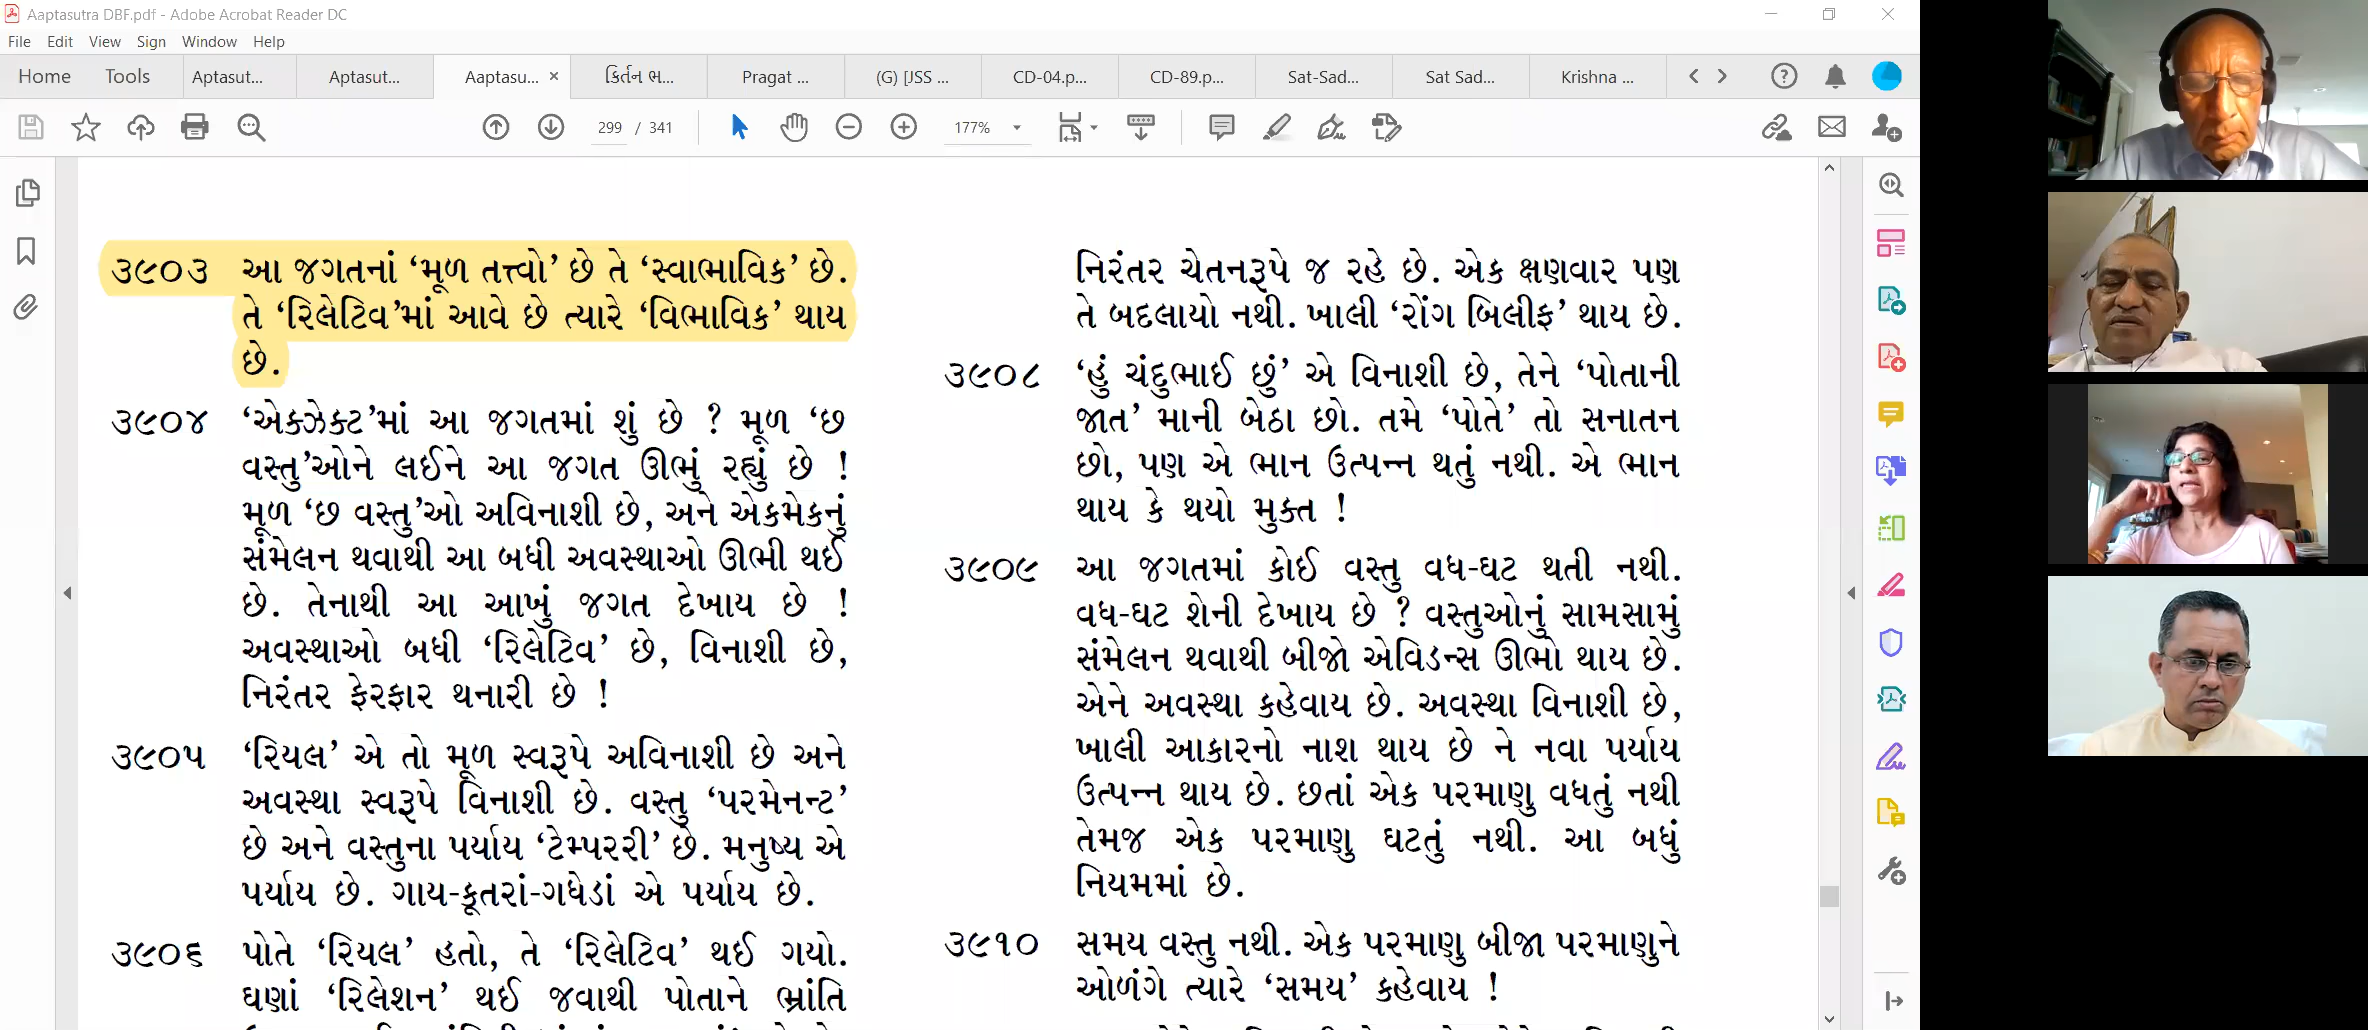 Aaptasutra DBF.pdf - Adobe Acrobat Reader DC
File Edit View Sign Window Help
Home Tools Aptasut... Aptasut... Aaptasu... × કિર્તન ભ... Pragat ... (G) [JSS ... CD-04.p... CD-89.p... Sat-Sad... Sat Sad... Krishna ...
299 / 341 177%
૩૯૦૩ આ જગતનાં ‘મૂળ તત્ત્વો’ છે તે ‘સ્વાભાવિક’ છે.
તે ‘રિલેટિવ’માં આવે છે ત્યારે ‘વિભાવિક’ થાય
છે.
૩૯૦૪ ‘એક્ઝેક્ટ’માં આ જગતમાં શું છે ? મૂળ ‘છ
વસ્તુ’ઓને લઈને આ જગત ઊભું રહ્યું છે !
મૂળ ‘છ વસ્તુ’ઓ અવિનાશી છે, અને એકમેકનું
સંમેલન થવાથી આ બધી અવસ્થાઓ ઊભી થઈ
છે. તેનાથી આ આખું જગત દેખાય છે !
અવસ્થાઓ બધી ‘રિલેટિવ’ છે, વિનાશી છે,
નિરંતર ફેરફાર થનારી છે !
૩૯૦૫ ‘રિયલ’ એ તો મૂળ સ્વરૂપે અવિનાશી છે અને
અવસ્થા સ્વરૂપે વિનાશી છે. વસ્તુ ‘પરમેનન્ટ’
છે અને વસ્તુના પર્યાય ‘ટેમ્પરરી’ છે. મનુષ્ય એ
પર્યાય છે. ગાય-કૂતરાં-ગધેડાં એ પર્યાય છે.
૩૯૦૬ પોતે ‘રિયલ’ હતો, તે ‘રિલેટિવ’ થઈ ગયો.
ઘણાં ‘રિલેશન’ થઈ જવાથી પોતાને ભ્રાંતિ
નિરંતર ચેતનરૂપે જ રહે છે. એક ક્ષણવાર પણ
તે બદલાયો નથી. ખાલી ‘રોંગ બિલીફ’ થાય છે.
૩૯૦૮ ‘હું ચંદુભાઈ છું’ એ વિનાશી છે, તેને ‘પોતાની
જાત’ માની બેઠા છો. તમે ‘પોતે’ તો સનાતન
છો, પણ એ ભાન ઉત્પન્ન થતું નથી. એ ભાન
થાય કે થયો મુક્ત !
૩૯૦૯ આ જગતમાં કોઈ વસ્તુ વધ-ઘટ થતી નથી.
વધ-ઘટ શેની દેખાય છે ? વસ્તુઓનું સામસામું
સંમેલન થવાથી બીજો એવિડન્સ ઊભો થાય છે.
એને અવસ્થા કહેવાય છે. અવસ્થા વિનાશી છે,
ખાલી આકારનો નાશ થાય છે ને નવા પર્યાય
ઉત્પન્ન થાય છે. છતાં એક પરમાણુ વધતું નથી
તેમજ એક પરમાણુ ઘટતું નથી. આ બધું
નિયમમાં છે.
૩૯૧૦ સમય વસ્તુ નથી. એક પરમાણુ બીજા પરમાણુને
ઓળંગે ત્યારે ‘સમય’ કહેવાય !